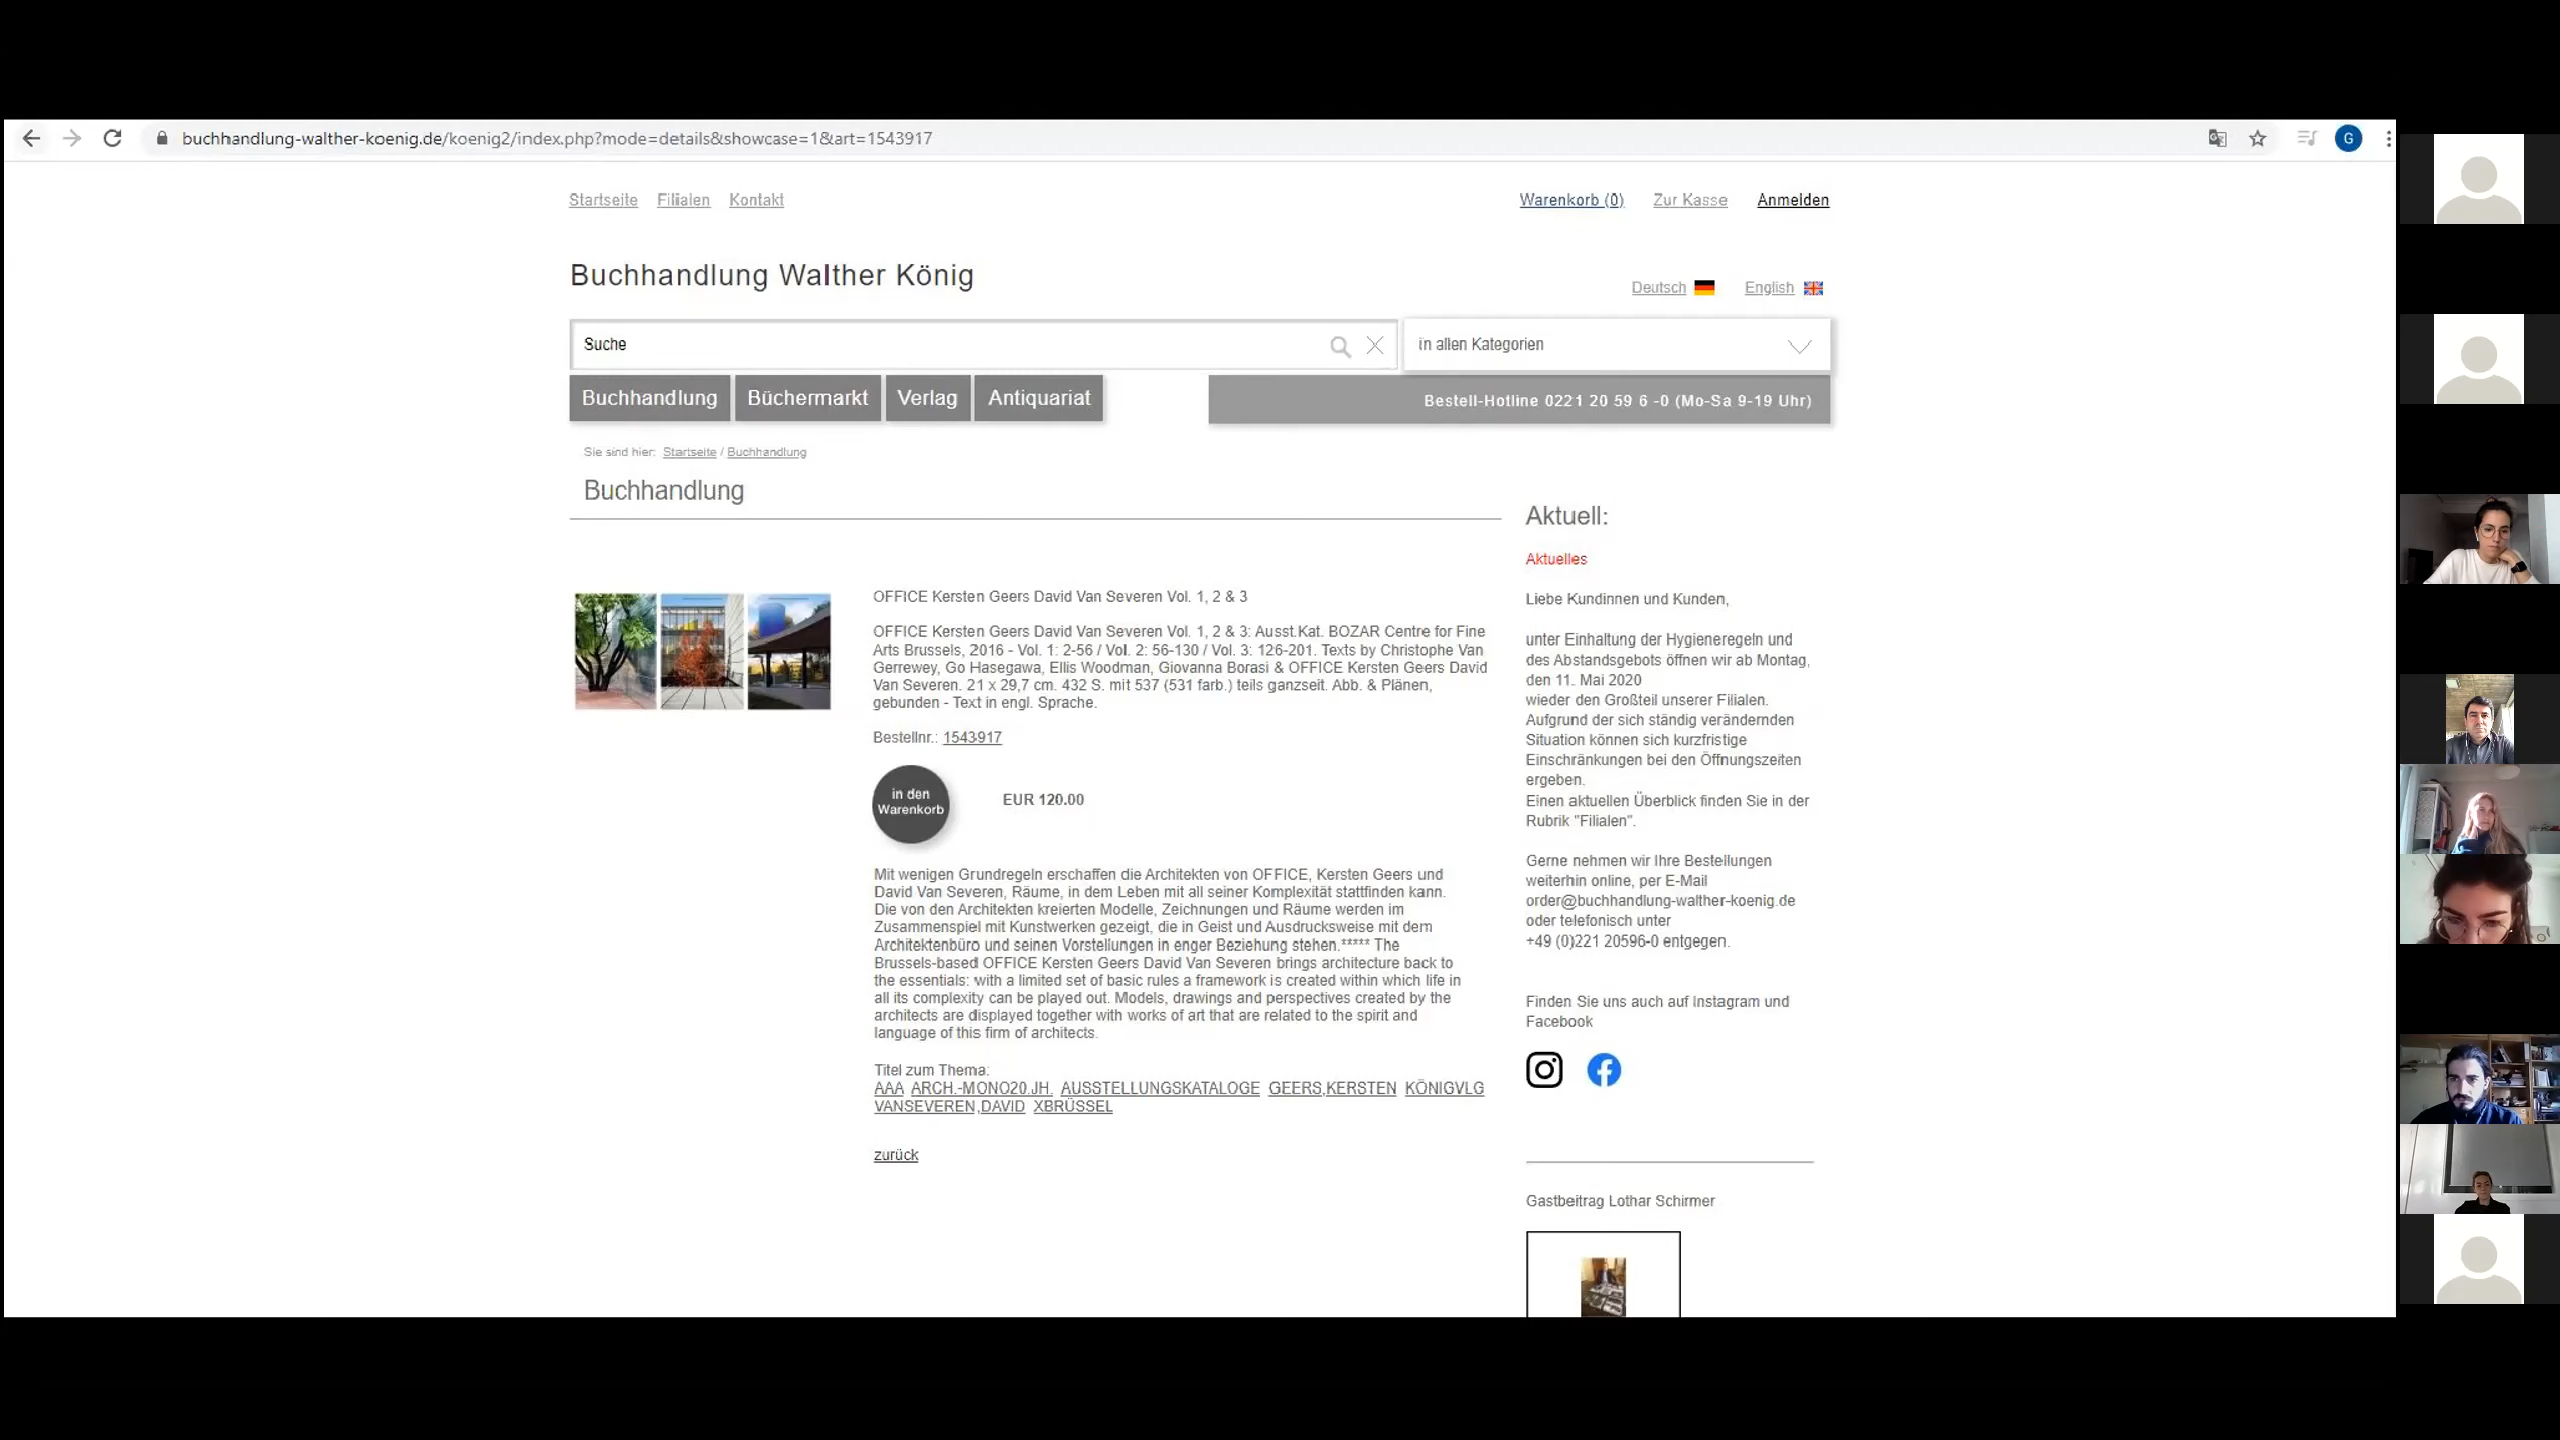 buchhandlung-walther-koenig.de/koenig2/index.php?mode=details&showcase=1&art=1543917
G
Startseite Filialen Kontakt
Warenkorb (0) Zur Kasse Anmelden
Buchhandlung Walther König
Deutsch English
Suche
in allen Kategorien
Buchhandlung Büchermarkt Verlag Antiquariat
Bestell-Hotline 0221 20 59 6 -0 (Mo-Sa 9-19 Uhr)
Sie sind hier: Startseite / Buchhandlung
Buchhandlung
OFFICE Kersten Geers David Van Severen Vol. 1, 2 & 3
OFFICE Kersten Geers David Van Severen Vol. 1, 2 & 3: Ausst.Kat. BOZAR Centre for Fine
Arts Brussels, 2016 - Vol. 1: 2-56 / Vol. 2: 56-130 / Vol. 3: 126-201. Texts by Christophe Van
Gerrewey, Go Hasegawa, Ellis Woodman, Giovanna Borasi & OFFICE Kersten Geers David
Van Severen. 21 x 29,7 cm. 432 S. mit 537 (531 farb.) teils ganzseit. Abb. & Plänen,
gebunden - Text in engl. Sprache.
Bestellnr.: 1543917
in den
Warenkorb
EUR 120.00
Mit wenigen Grundregeln erschaffen die Architekten von OFFICE, Kersten Geers und
David Van Severen, Räume, in dem Leben mit all seiner Komplexität stattfinden kann.
Die von den Architekten kreierten Modelle, Zeichnungen und Räume werden im
Zusammenspiel mit Kunstwerken gezeigt, die in Geist und Ausdrucksweise mit dem
Architektenbüro und seinen Vorstellungen in enger Beziehung stehen.***** The
Brussels-based OFFICE Kersten Geers David Van Severen brings architecture back to
the essentials: with a limited set of basic rules a framework is created within which life in
all its complexity can be played out. Models, drawings and perspectives created by the
architects are displayed together with works of art that are related to the spirit and
language of this firm of architects.
Titel zum Thema:
AAA ARCH.-MONO20.JH. AUSSTELLUNGSKATALOGE GEERS,KERSTEN KÖNIGVLG
VANSEVEREN,DAVID XBRÜSSEL
zurück
Aktuell:
Aktuelles
Liebe Kundinnen und Kunden,
unter Einhaltung der Hygieneregeln und
des Abstandsgebots öffnen wir ab Montag,
den 11. Mai 2020
wieder den Großteil unserer Filialen.
Aufgrund der sich ständig verändernden
Situation können sich kurzfristige
Einschränkungen bei den Öffnungszeiten
ergeben.
Einen aktuellen Überblick finden Sie in der
Rubrik "Filialen".
Gerne nehmen wir Ihre Bestellungen
weiterhin online, per E-Mail
order@buchhandlung-walther-koenig.de
oder telefonisch unter
+49 (0)221 20596-0 entgegen.
Finden Sie uns auch auf Instagram und
Facebook
Gastbeitrag Lothar Schirmer